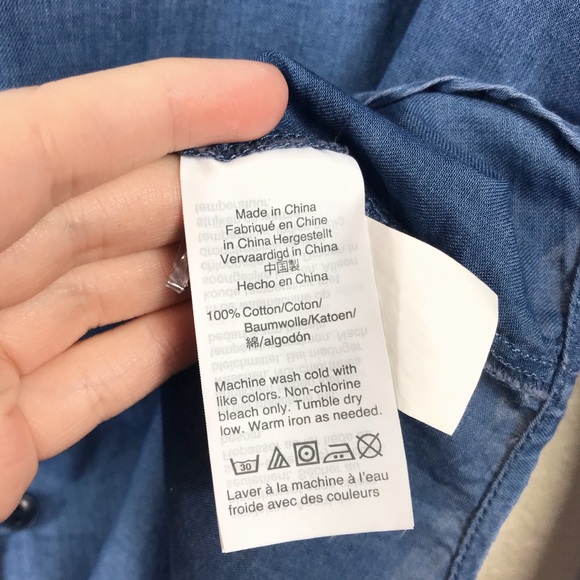 Made in China
Fabriqué en Chine
in China Hergestellt
Vervaardigd in China
中国製
Hecho en China
100% Cotton/Coton/
Baumwolle/Katoen/
綿/algodón
Machine wash cold with
like colors. Non-chlorine
bleach only. Tumble dry
low. Warm iron as needed.
30
Laver à la machine à l'eau
froide avec des couleurs